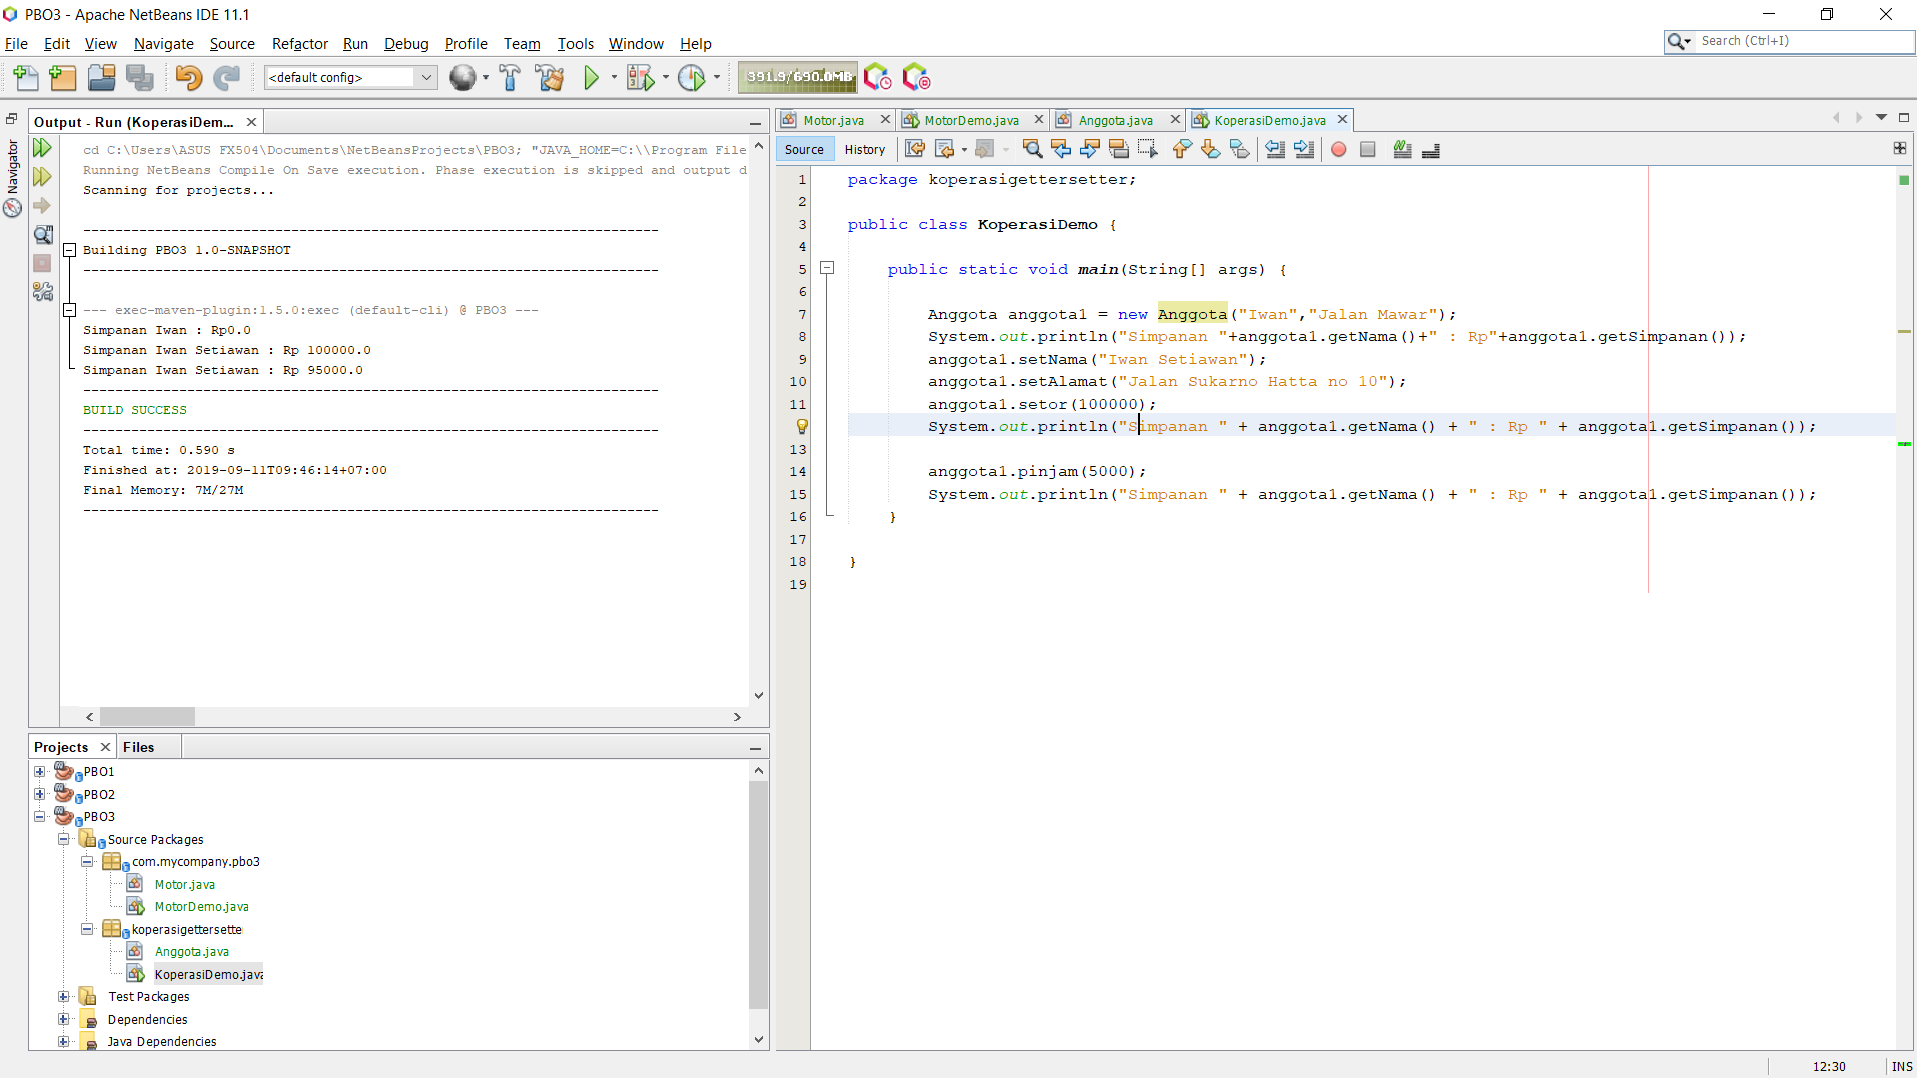 PBO3 - Apache NetBeans IDE 11.1
File Edit View Navigate Source Refactor Run Debug Profile Team Tools Window Help
Search (Ctrl+I)
<default config>
391.9/690.0MB
Output - Run (KoperasiDem...
Navigator
cd C:\Users\ASUS FX504\Documents\NetBeansProjects\PBO3; "JAVA_HOME=C:\\Program File
Running NetBeans Compile On Save execution. Phase execution is skipped and output d
Scanning for projects...
------------------------------------------------------------------------
Building PBO3 1.0-SNAPSHOT
------------------------------------------------------------------------
--- exec-maven-plugin:1.5.0:exec (default-cli) @ PBO3 ---
Simpanan Iwan : Rp0.0
Simpanan Iwan Setiawan : Rp 100000.0
Simpanan Iwan Setiawan : Rp 95000.0
------------------------------------------------------------------------
BUILD SUCCESS
------------------------------------------------------------------------
Total time: 0.590 s
Finished at: 2019-09-11T09:46:14+07:00
Final Memory: 7M/27M
------------------------------------------------------------------------
Projects Files
PBO1
PBO2
PBO3
Source Packages
com.mycompany.pbo3
Motor.java
MotorDemo.java
koperasigettersette
Anggota.java
KoperasiDemo.java
Test Packages
Dependencies
Java Dependencies
Motor.java MotorDemo.java Anggota.java KoperasiDemo.java
Source History
1 package koperasigettersetter;
2
3 public class KoperasiDemo {
4
5 public static void main(String[] args) {
6
7 Anggota anggota1 = new Anggota("Iwan","Jalan Mawar");
8 System.out.println("Simpanan "+anggota1.getNama()+" : Rp"+anggota1.getSimpanan());
9 anggota1.setNama("Iwan Setiawan");
10 anggota1.setAlamat("Jalan Sukarno Hatta no 10");
11 anggota1.setor(100000);
System.out.println("Simpanan " + anggota1.getNama() + " : Rp " + anggota1.getSimpanan());
13
14 anggota1.pinjam(5000);
15 System.out.println("Simpanan " + anggota1.getNama() + " : Rp " + anggota1.getSimpanan());
16 }
17
18 }
19
12:30 INS